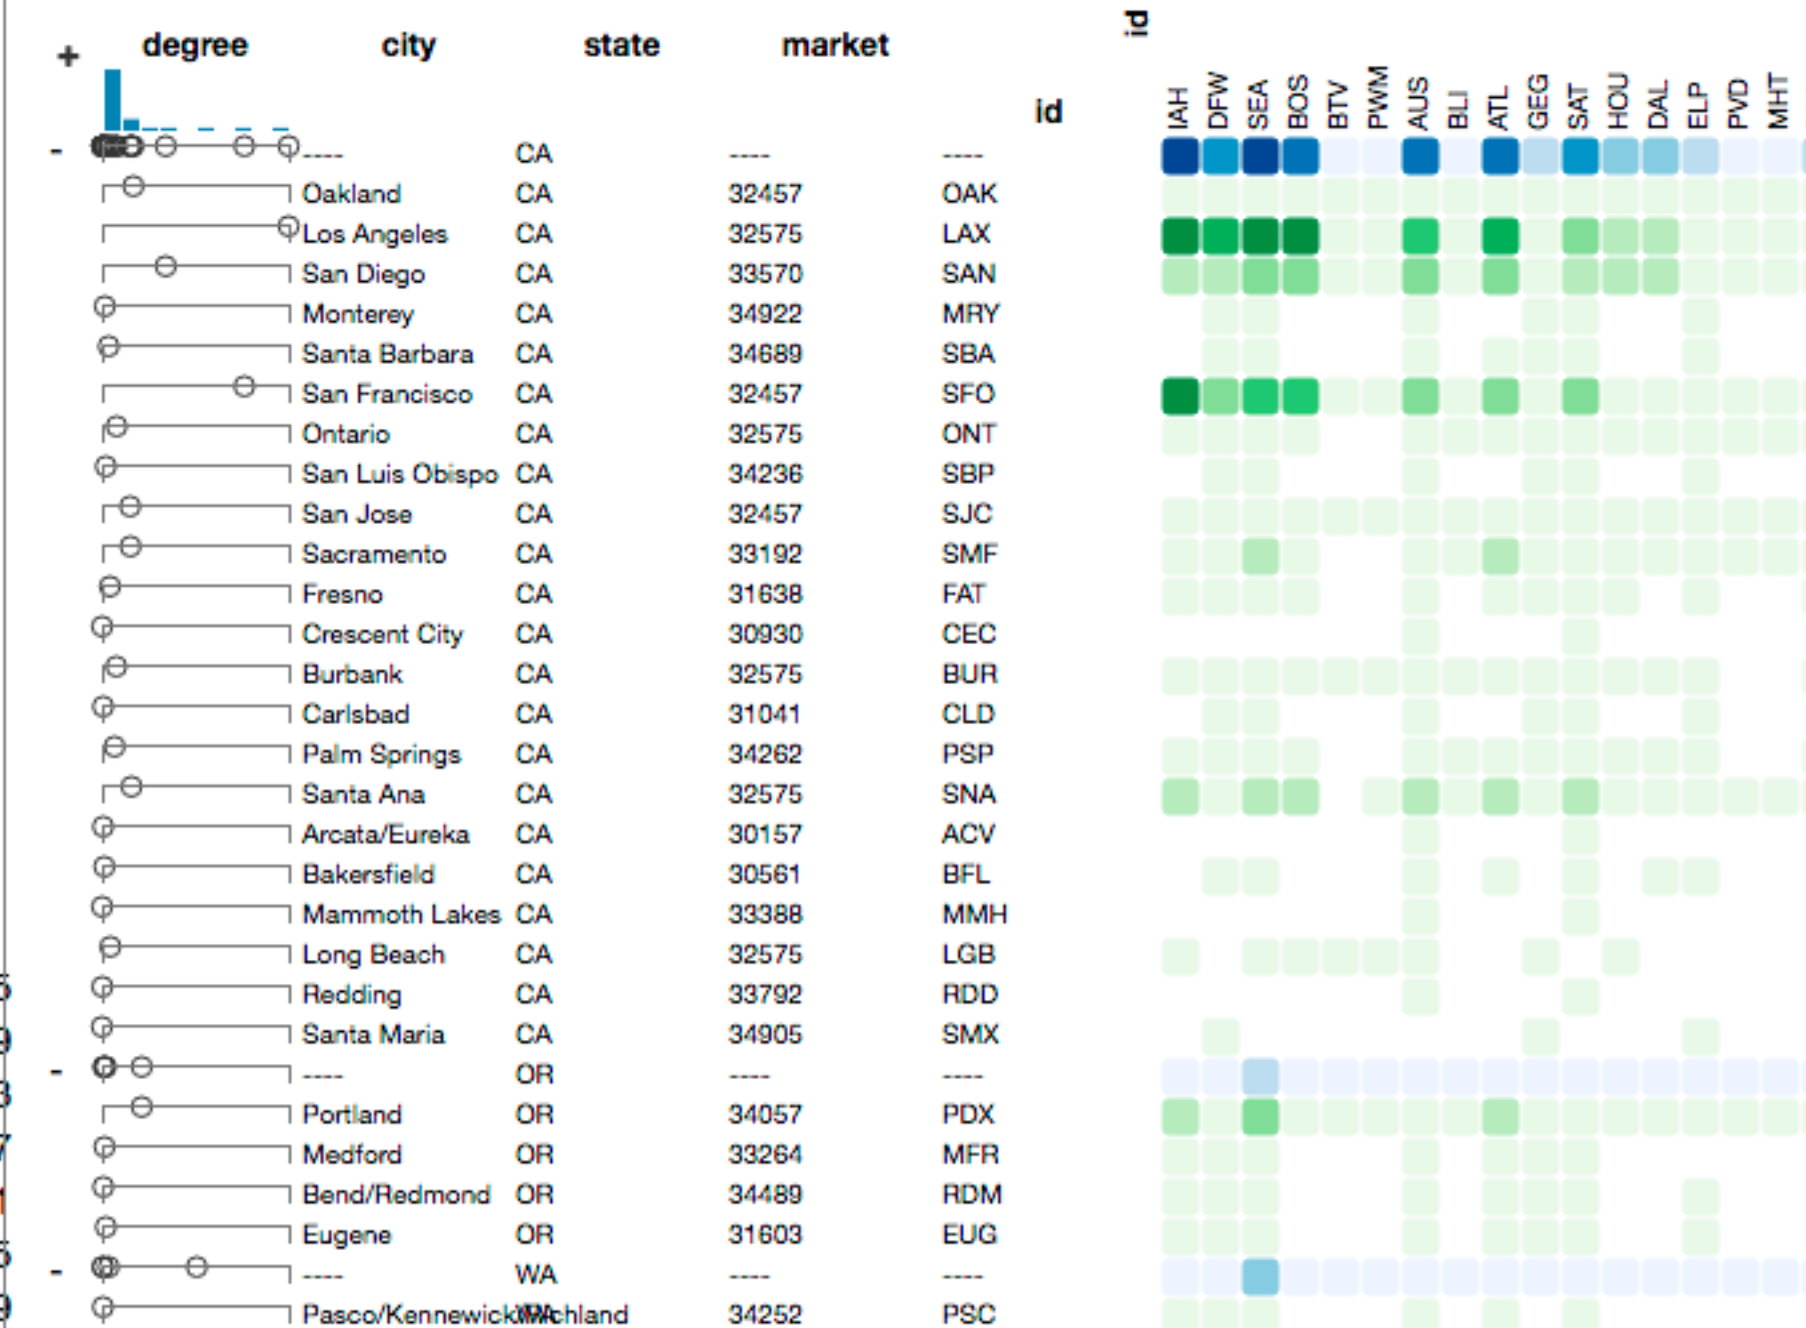 + degree city state market id
id IAH DFW SEA BOS BTV PWM AUS BLI ATL GEG SAT HOU DAL ELP PVD MHT
- ---- CA ---- ----
Oakland CA 32457 OAK
Los Angeles CA 32575 LAX
San Diego CA 33570 SAN
Monterey CA 34922 MRY
Santa Barbara CA 34689 SBA
San Francisco CA 32457 SFO
Ontario CA 32575 ONT
San Luis Obispo CA 34236 SBP
San Jose CA 32457 SJC
Sacramento CA 33192 SMF
Fresno CA 31638 FAT
Crescent City CA 30930 CEC
Burbank CA 32575 BUR
Carlsbad CA 31041 CLD
Palm Springs CA 34262 PSP
Santa Ana CA 32575 SNA
Arcata/Eureka CA 30157 ACV
Bakersfield CA 30561 BFL
Mammoth Lakes CA 33388 MMH
Long Beach CA 32575 LGB
Redding CA 33792 RDD
Santa Maria CA 34905 SMX
- ---- OR ---- ----
Portland OR 34057 PDX
Medford OR 33264 MFR
Bend/Redmond OR 34489 RDM
Eugene OR 31603 EUG
- ---- WA ---- ----
Pasco/Kennewick/Richland WA 34252 PSC